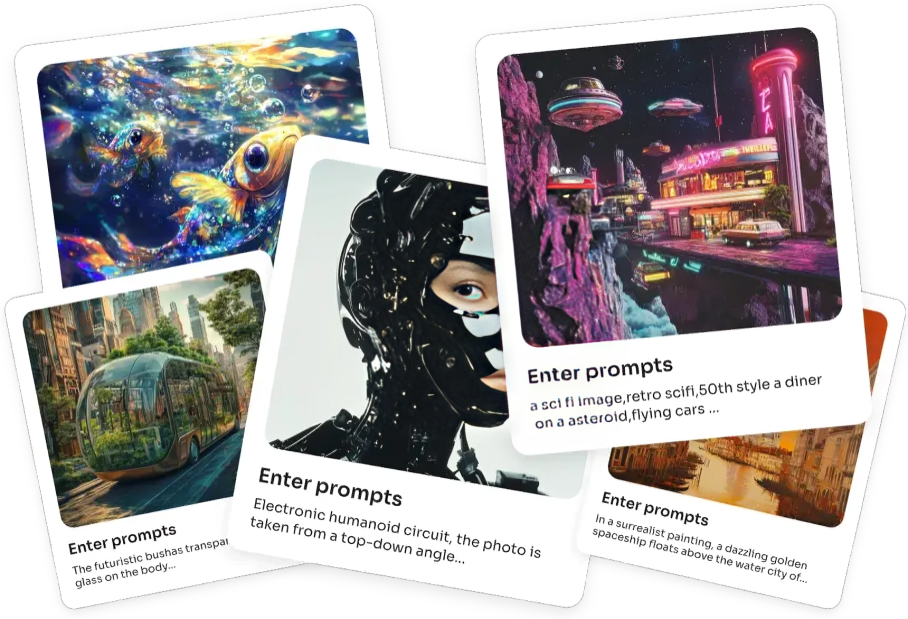 Enter prompts
a sci fi image,retro scifi,50th style a diner
on a asteroid,flying cars ...
Enter prompts
Electronic humanoid circuit, the photo is
taken from a top-down angle...
Enter prompts
The futuristic bushas transpar
glass on the body...
Enter prompts
In a surrealist painting, a dazzling golden
spaceship floats above the water city of...